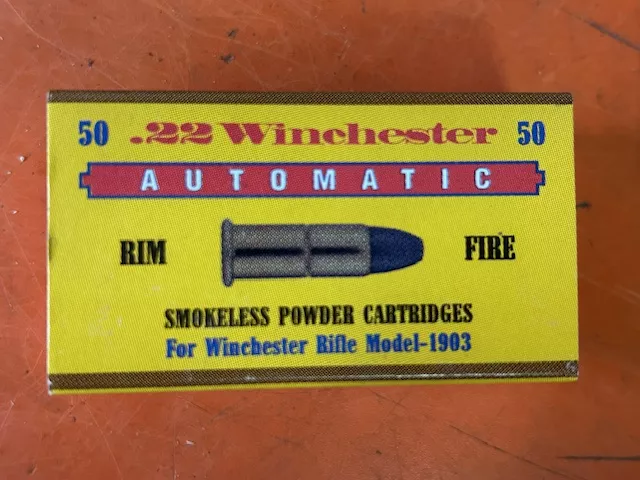 50 .22 Winchester 50
AUTOMATIC
RIM FIRE
SMOKELESS POWDER CARTRIDGES
For Winchester Rifle Model-1903